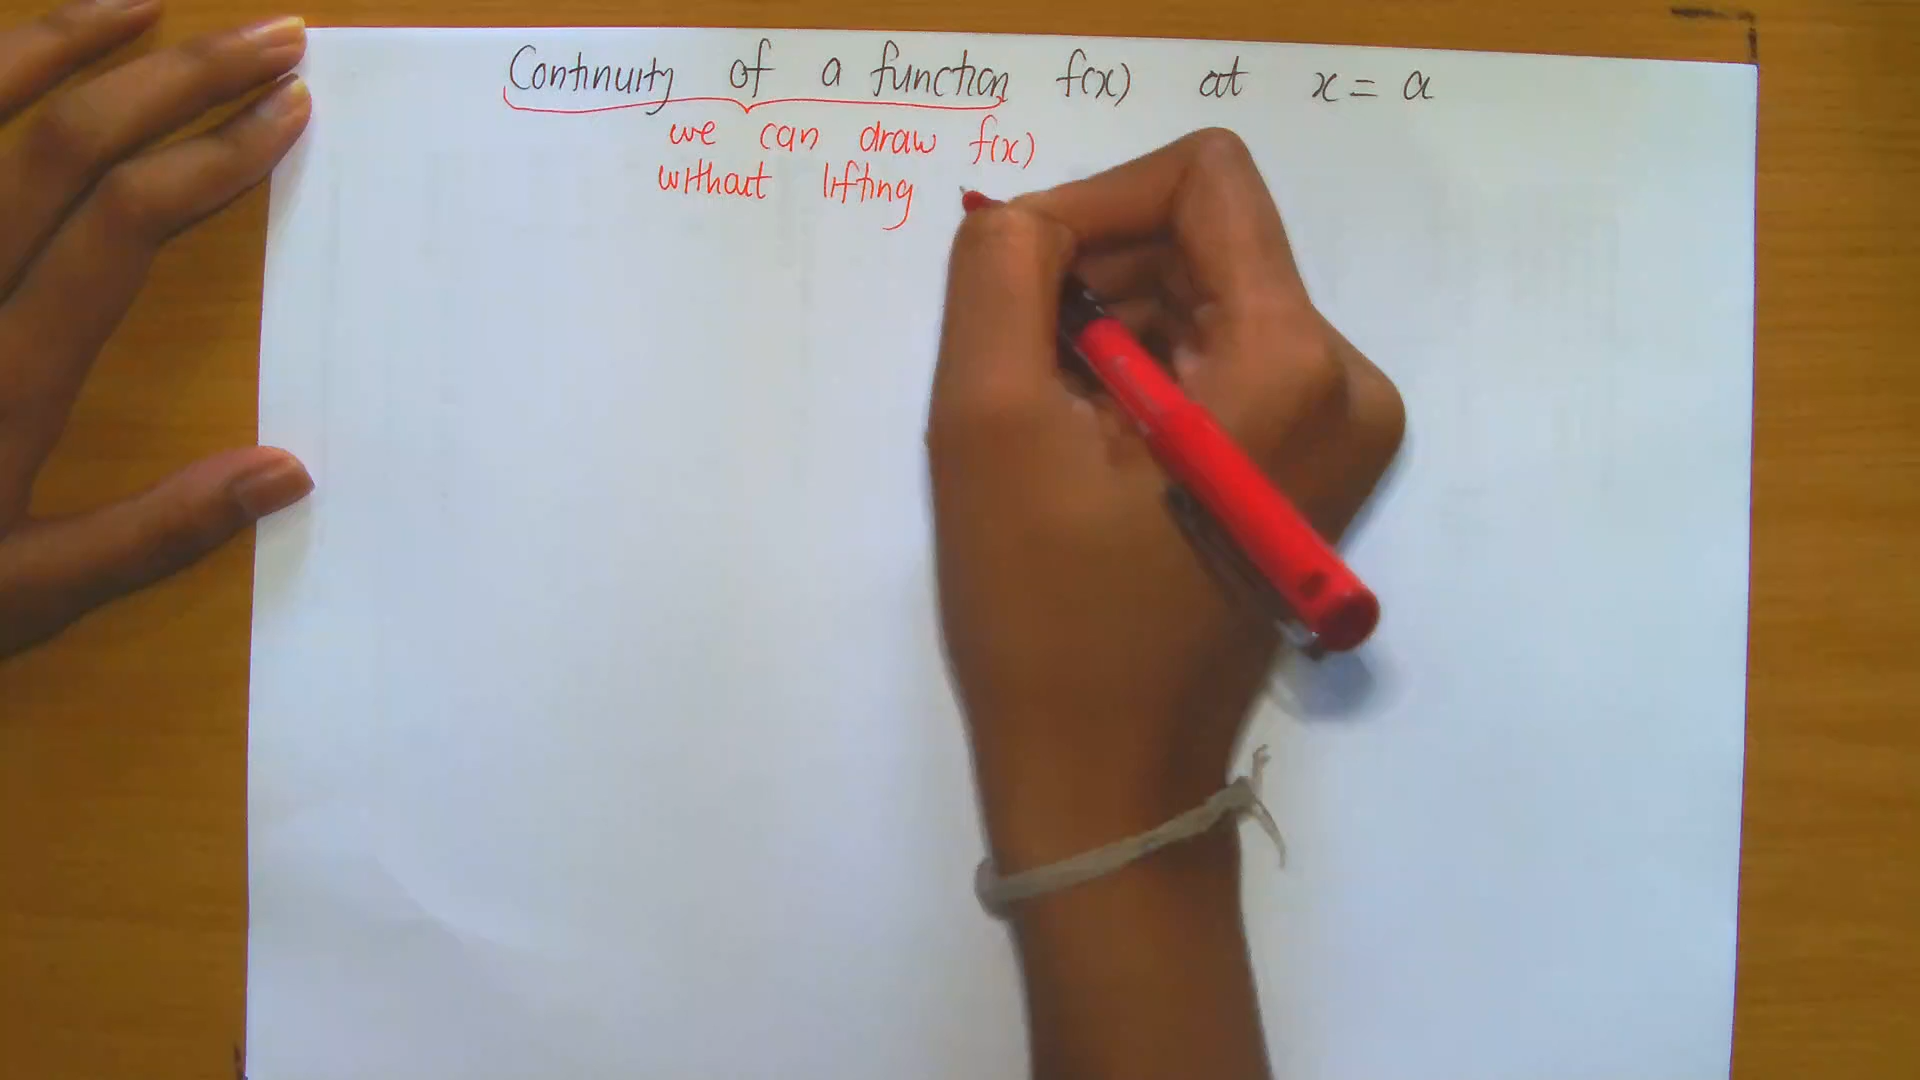 Continuity of a function f(x) at x = a
we can draw f(x)
without lifting